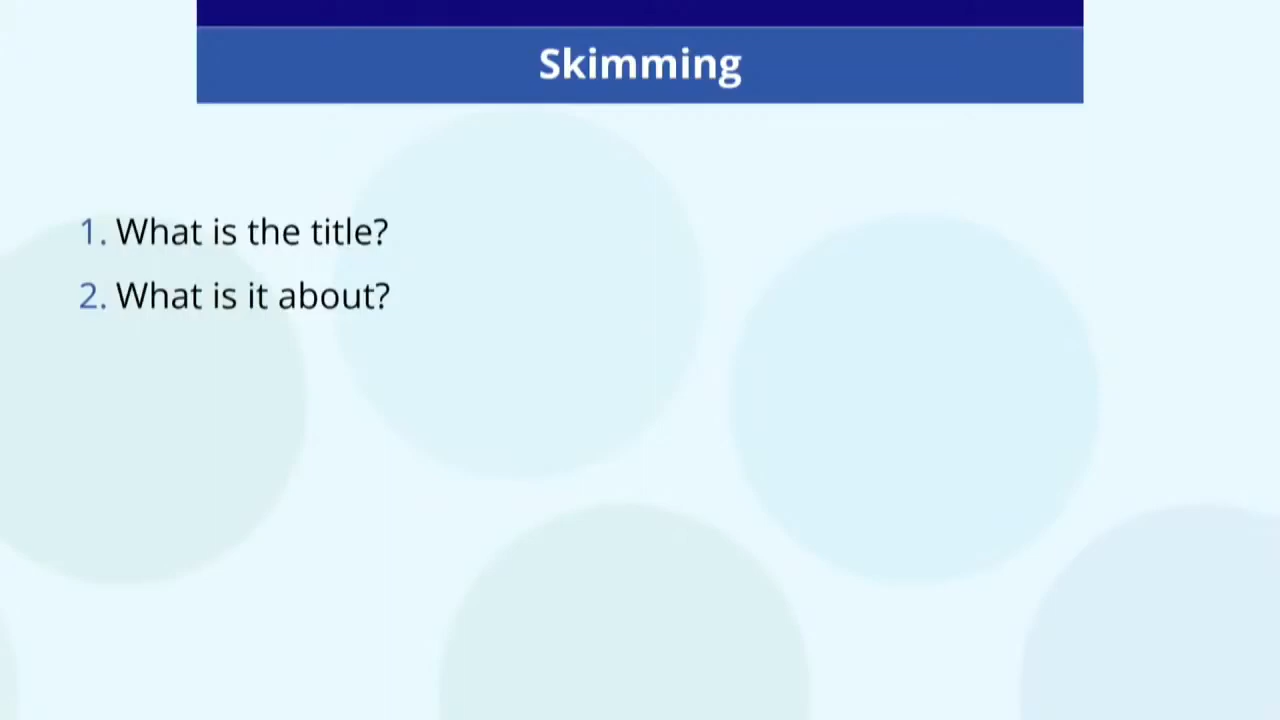 Skimming
1. What is the title?
2. What is it about?